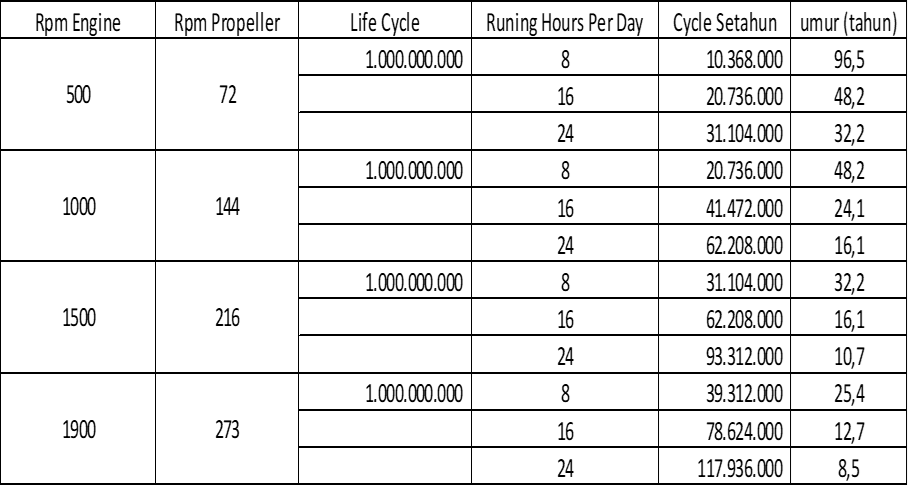 Rpm Engine Rpm Propeller Life Cycle Runing Hours Per Day Cycle Setahun umur (tahun)
500 72 1.000.000.000 8 10.368.000 96,5
16 20.736.000 48,2
24 31.104.000 32,2
1000 144 1.000.000.000 8 20.736.000 48,2
16 41.472.000 24,1
24 62.208.000 16,1
1500 216 1.000.000.000 8 31.104.000 32,2
16 62.208.000 16,1
24 93.312.000 10,7
1900 273 1.000.000.000 8 39.312.000 25,4
16 78.624.000 12,7
24 117.936.000 8,5